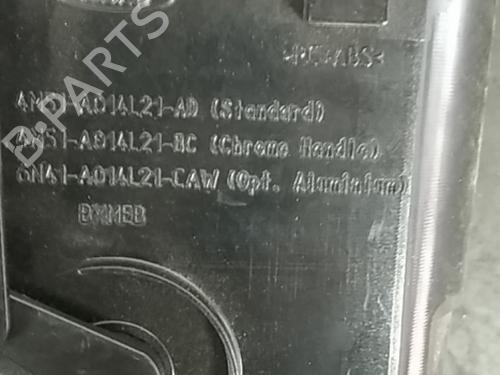 >PC+ABS<
4M51-A014L21-AD (Standard)
4M51-A014L21-BC (Chrome Handle)
6N41-A014L21-CAW (Opt. Aluminium)
B-PARTS